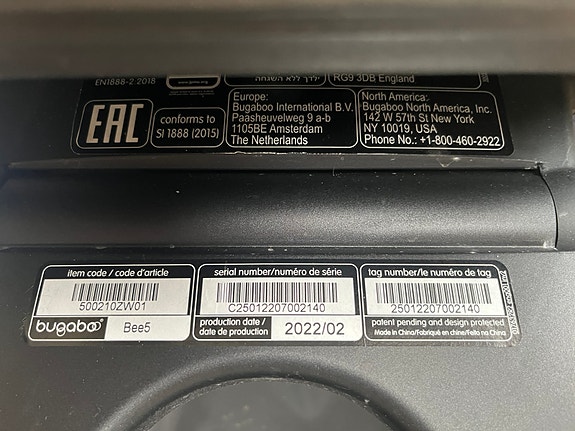 EN1888-2:2018
ילדך ללא השגחה
RG9 3DB England
EAC
conforms to
SI 1888 (2015)
Europe:
Bugaboo International B.V.
Paasheuvelweg 9 a-b
1105BE Amsterdam
The Netherlands
North America:
Bugaboo North America, Inc.
142 W 57th St New York
NY 10019, USA
Phone No.: +1-800-460-2922
item code / code d'article
500210ZW01
bugaboo
Bee5
serial number/numéro de série
C25012207002140
production date /
date de production
2022/02
tag number/le numéro de tag
25012207002140
patent pending and design protected
Made in China/Fabriqué en chine/Feito na China